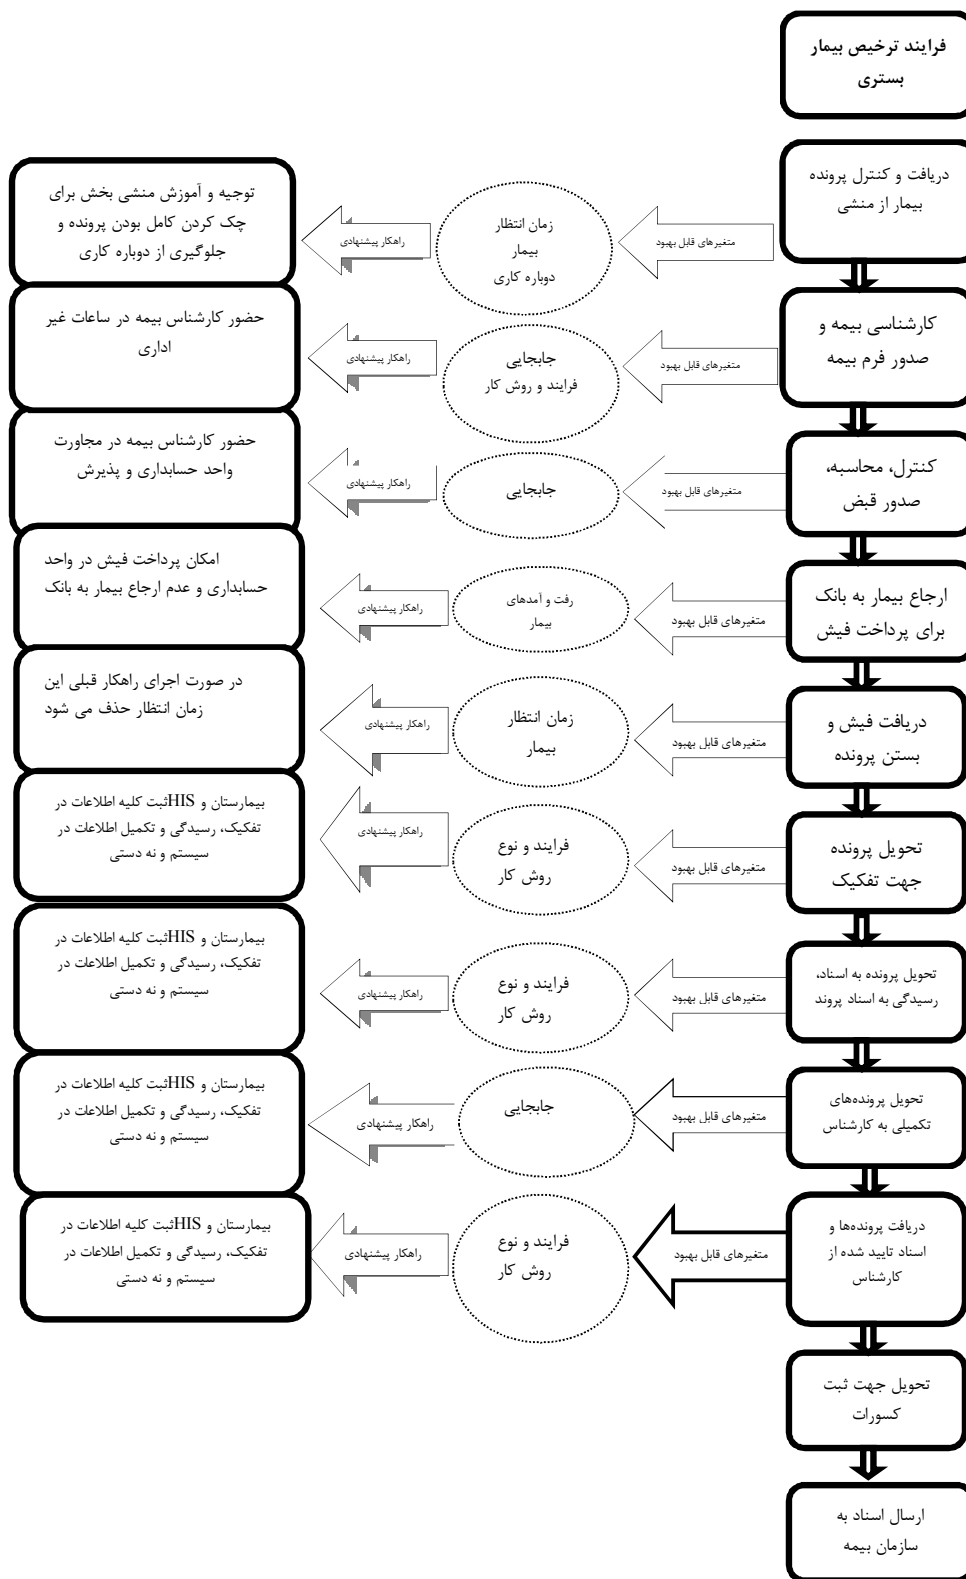 فرایند ترخیص بیمار
بستری
دریافت و کنترل پرونده
بیمار از منشی
متغیرهای قابل بهبود
زمان انتظار
بیمار
دوباره کاری
راهکار پیشنهادی
توجیه و آموزش منشی بخش برای
چک کردن کامل بودن پرونده و
جلوگیری از دوباره کاری
کارشناسی بیمه و
صدور فرم بیمه
متغیرهای قابل بهبود
جابجایی
فرایند و روش کار
راهکار پیشنهادی
حضور کارشناس بیمه در ساعات غیر
اداری
کنترل، محاسبه،
صدور قبض
متغیرهای قابل بهبود
جابجایی
راهکار پیشنهادی
حضور کارشناس بیمه در مجاورت
واحد حسابداری و پذیرش
ارجاع بیمار به بانک
برای پرداخت فیش
متغیرهای قابل بهبود
رفت و آمدهای
بیمار
راهکار پیشنهادی
امکان پرداخت فیش در واحد
حسابداری و عدم ارجاع بیمار به بانک
دریافت فیش و
بستن پرونده
متغیرهای قابل بهبود
زمان انتظار
بیمار
راهکار پیشنهادی
در صورت اجرای راهکار قبلی این
زمان انتظار حذف می شود
تحویل پرونده
جهت تفکیک
متغیرهای قابل بهبود
فرایند و نوع
روش کار
راهکار پیشنهادی
بیمارستان و HISثبت کلیه اطلاعات در
تفکیک، رسیدگی و تکمیل اطلاعات در
سیستم و نه دستی
تحویل پرونده به اسناد،
رسیدگی به اسناد پروند
متغیرهای قابل بهبود
فرایند و نوع
روش کار
راهکار پیشنهادی
بیمارستان و HISثبت کلیه اطلاعات در
تفکیک، رسیدگی و تکمیل اطلاعات در
سیستم و نه دستی
تحویل پرونده‌های
تکمیلی به کارشناس
متغیرهای قابل بهبود
جابجایی
راهکار پیشنهادی
بیمارستان و HISثبت کلیه اطلاعات در
تفکیک، رسیدگی و تکمیل اطلاعات در
سیستم و نه دستی
دریافت پرونده‌ها و
اسناد تایید شده از
کارشناس
متغیرهای قابل بهبود
فرایند و نوع
روش کار
راهکار پیشنهادی
بیمارستان و HISثبت کلیه اطلاعات در
تفکیک، رسیدگی و تکمیل اطلاعات در
سیستم و نه دستی
تحویل جهت ثبت
کسورات
ارسال اسناد به
سازمان بیمه